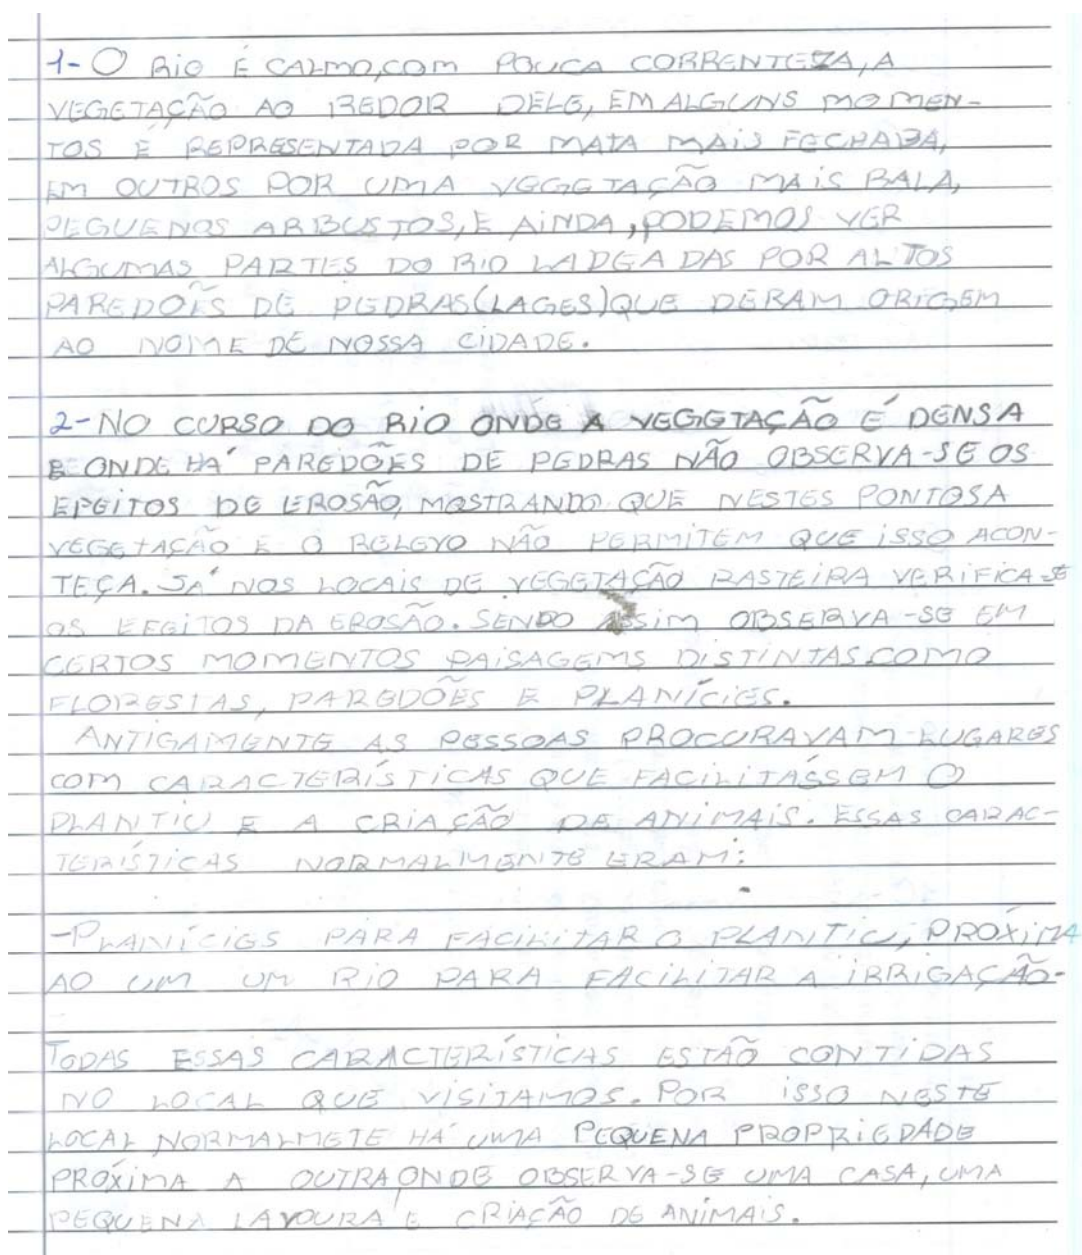 1- O RIO É CALMO, COM POUCA CORRENTEZA, A
VEGETAÇÃO AO REDOR DELE, EM ALGUNS MOMEN-
TOS É REPRESENTADA POR MATA MAIS FECHADA,
EM OUTROS POR UMA VEGETAÇÃO MAIS BAIA,
PEGUENOS ARBUSTOS, E AINDA, PODEMOS VER
ALGUMAS PARTES DO RIO LADEADAS POR ALTOS
PAREDOẼS DE PEDRAS(LAGES)QUE DERAM ORIGEM
AO NOME DE NOSSA CIDADE.
2- NO CURSO DO RIO ONDE A VEGETAÇÃO É DENSA
E ONDE HÁ PAREDÕES DE PEDRAS NÃO OBSERVA-SE OS
EFEITOS DE EROSÃO, MOSTRANDO QUE NESTES PONTOS A
VEGETAÇÃO E O RELEVO NÃO PERMITEM QUE ISSO ACON-
TEÇA. JÁ NOS LOCAIS DE VEGETAÇÃO RASTEIRA VERIFICA-SE
OS EFEITOS DA EROSÃO. SENDO ASSIM OBSERVA-SE EM
CERTOS MOMENTOS PAISAGEMS DISTINTAS COMO
FLORESTAS, PAREDÕES E PLANÍCIES.
ANTIGAMENTE AS PESSOAS PROCURAVAM LUGARES
COM CARACTERÍSTICAS QUE FACILITASSEM O
PLANTIU E A CRIAÇÃO DE ANIMAIS. ESSAS CARAC-
TERISTICAS NORMALMENTE ERAM:
-PLANÍCIES PARA FACILITAR O PLANTIU, PRÓXIMA
AO UM UM RIO PARA FACILITAR A IRRIGAÇÃO-
TODAS ESSAS CARACTERÍSTICAS ESTÃO CONTIDAS
NO LOCAL QUE VISITAMOS. POR ISSO NESTE
LOCAL NORMALMETE HÁ UMA PEQUENA PROPRIEDADE
PRÓXIMA A OUTRA ONDE OBSERVA-SE UMA CASA, UMA
PEQUENA LAVOURA E CRIAÇÃO DE ANIMAIS.